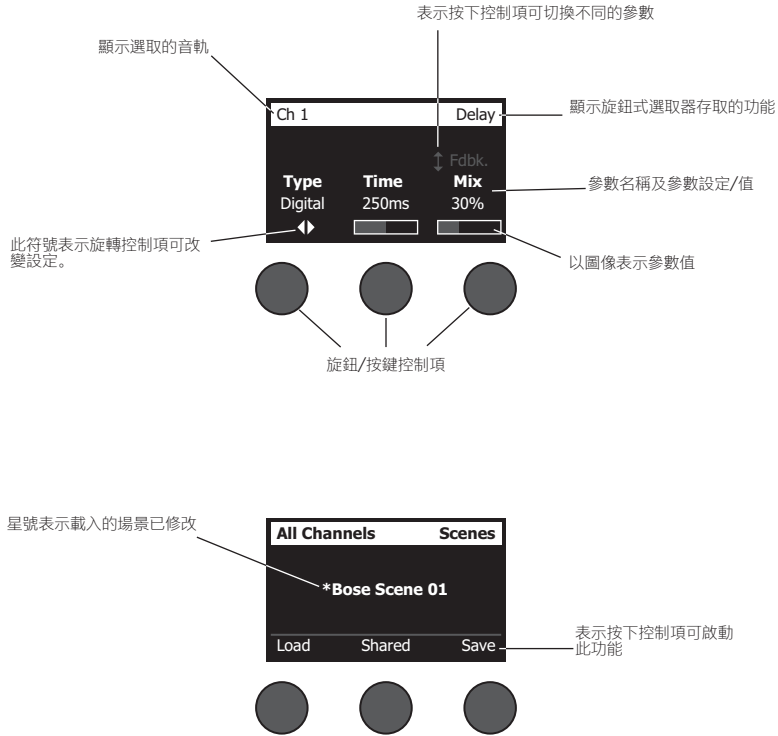 表示按下控制項可切換不同的參數
顯示選取的音軌
顯示旋鈕式選取器存取的功能
Ch 1 Delay
Fdbk.
Type Time Mix
Digital 250ms 30%
參數名稱及參數設定/值
此符號表示旋轉控制項可改
變設定。
以圖像表示參數值
旋鈕/按鍵控制項
星號表示載入的場景已修改
All Channels Scenes
*Bose Scene 01
Load Shared Save
表示按下控制項可啟動
此功能